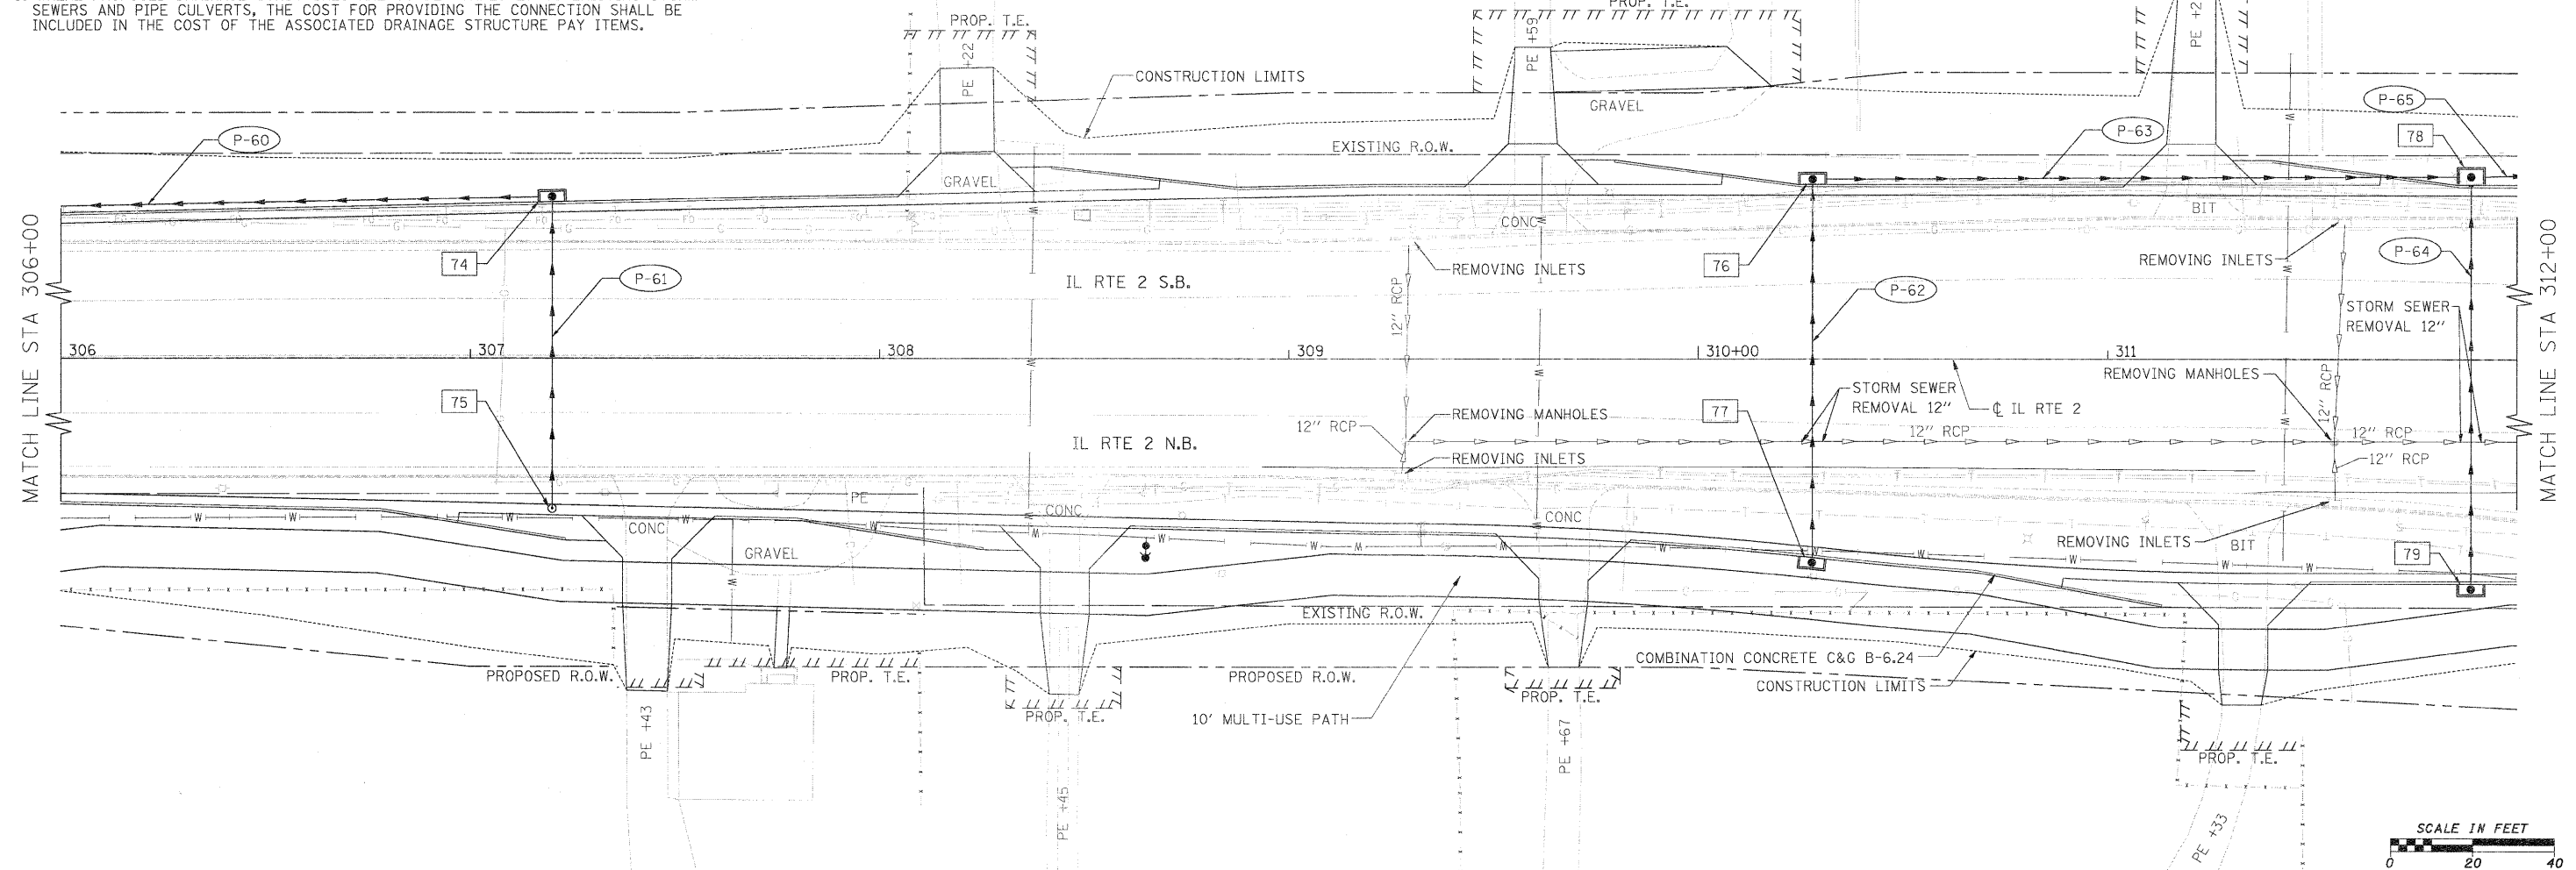 SEWERS AND PIPE CULVERTS, THE COST FOR PROVIDING THE CONNECTION SHALL BE
INCLUDED IN THE COST OF THE ASSOCIATED DRAINAGE STRUCTURE PAY ITEMS.
PROP. T.E.
PROP. T.E.
PE +22
PE +59
PE +2
CONSTRUCTION LIMITS
GRAVEL
P-60
P-63
P-65
78
EXISTING R.O.W.
GRAVEL
CONC
BIT
74
P-61
76
P-62
P-64
REMOVING INLETS
REMOVING INLETS
IL RTE 2 S.B.
12" RCP
STORM SEWER
REMOVAL 12"
MATCH LINE STA 306+00
MATCH LINE STA 312+00
306
307
308
309
310+00
311
REMOVING MANHOLES
STORM SEWER
REMOVAL 12"
℄ IL RTE 2
12" RCP
75
77
REMOVING MANHOLES
12" RCP
12" RCP
12" RCP
12" RCP
IL RTE 2 N.B.
REMOVING INLETS
PE
CONC
CONC
CONC
GRAVEL
REMOVING INLETS
BIT
79
EXISTING R.O.W.
COMBINATION CONCRETE C&G B-6.24
PROPOSED R.O.W.
PROP. T.E.
PROPOSED R.O.W.
CONSTRUCTION LIMITS
PROP. T.E.
PROP. T.E.
10' MULTI-USE PATH
PROP. T.E.
PE +43
PE +45
PE +67
PE +33
SCALE IN FEET
0 20 40